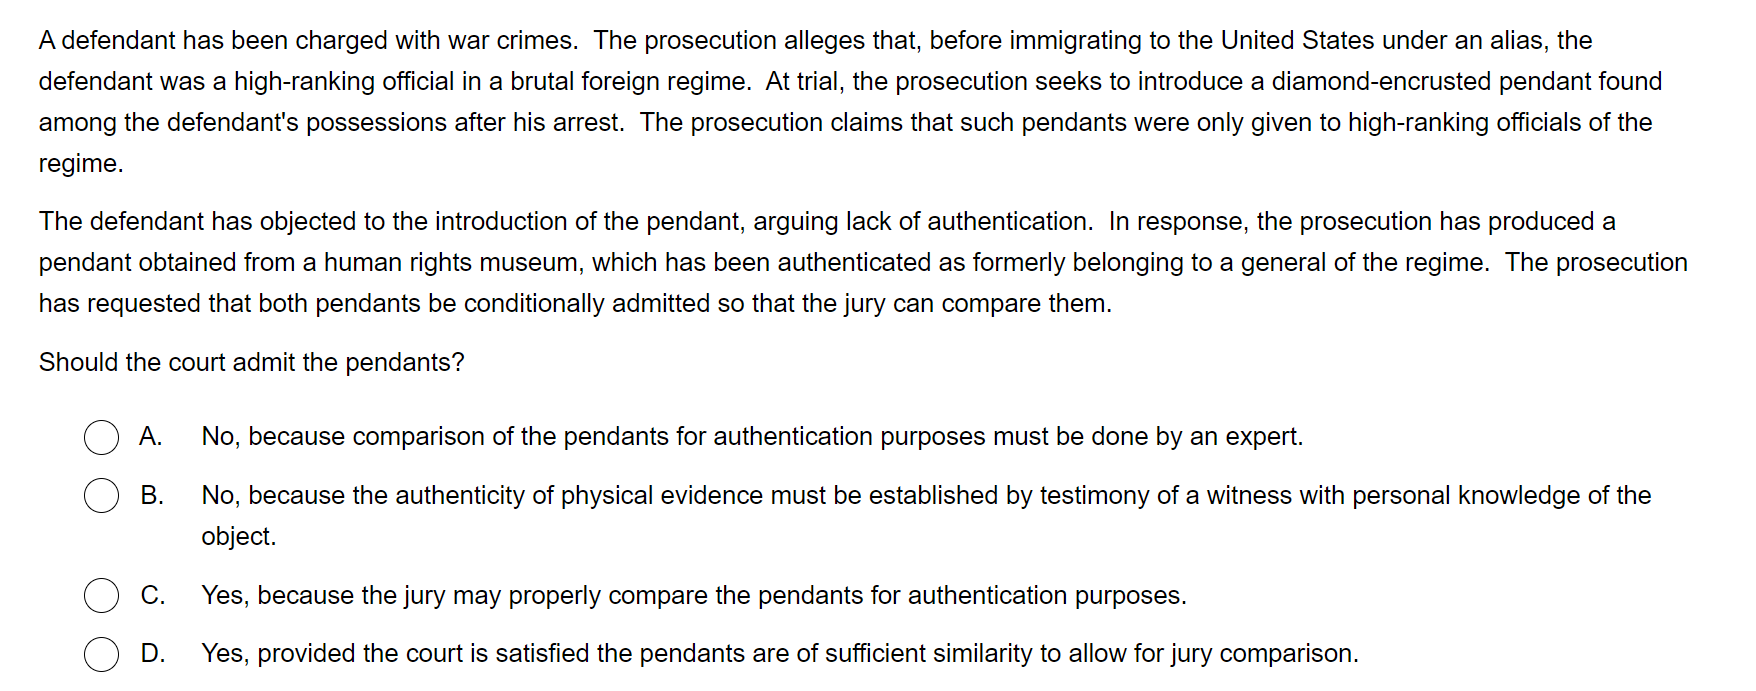 A defendant has been charged with war crimes.  The prosecution alleges that, before immigrating to the United States under an alias, the
defendant was a high-ranking official in a brutal foreign regime.  At trial, the prosecution seeks to introduce a diamond-encrusted pendant found
among the defendant's possessions after his arrest.  The prosecution claims that such pendants were only given to high-ranking officials of the
regime.
The defendant has objected to the introduction of the pendant, arguing lack of authentication.  In response, the prosecution has produced a
pendant obtained from a human rights museum, which has been authenticated as formerly belonging to a general of the regime.  The prosecution
has requested that both pendants be conditionally admitted so that the jury can compare them.
Should the court admit the pendants?
A. No, because comparison of the pendants for authentication purposes must be done by an expert.
B. No, because the authenticity of physical evidence must be established by testimony of a witness with personal knowledge of the
object.
C. Yes, because the jury may properly compare the pendants for authentication purposes.
D. Yes, provided the court is satisfied the pendants are of sufficient similarity to allow for jury comparison.